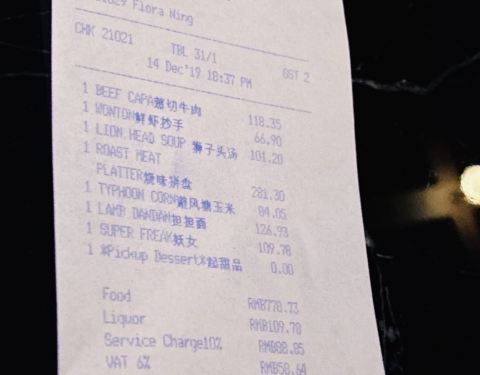 Flora Ning
CHK 21021 TBL 31/1 GST 2
14 Dec'19 18:37 PM
1 BEEF CAPA葱切牛肉 118.35
1 WONTON鲜虾抄手 66.90
1 LION HEAD SOUP 狮子头汤 101.20
1 ROAST MEAT
PLATTER烧味拼盘 281.30
1 TYPHOON CORN避风塘玉米 84.05
1 LAMB DANDAN担担面 126.93
1 SUPER FREAK妖女 109.78
1 *Pickup Dessert*起甜品 0.00
Food RMB778.73
Liquor RMB109.78
Service Charge10% RMB88.85
VAT 6% RMB58.64